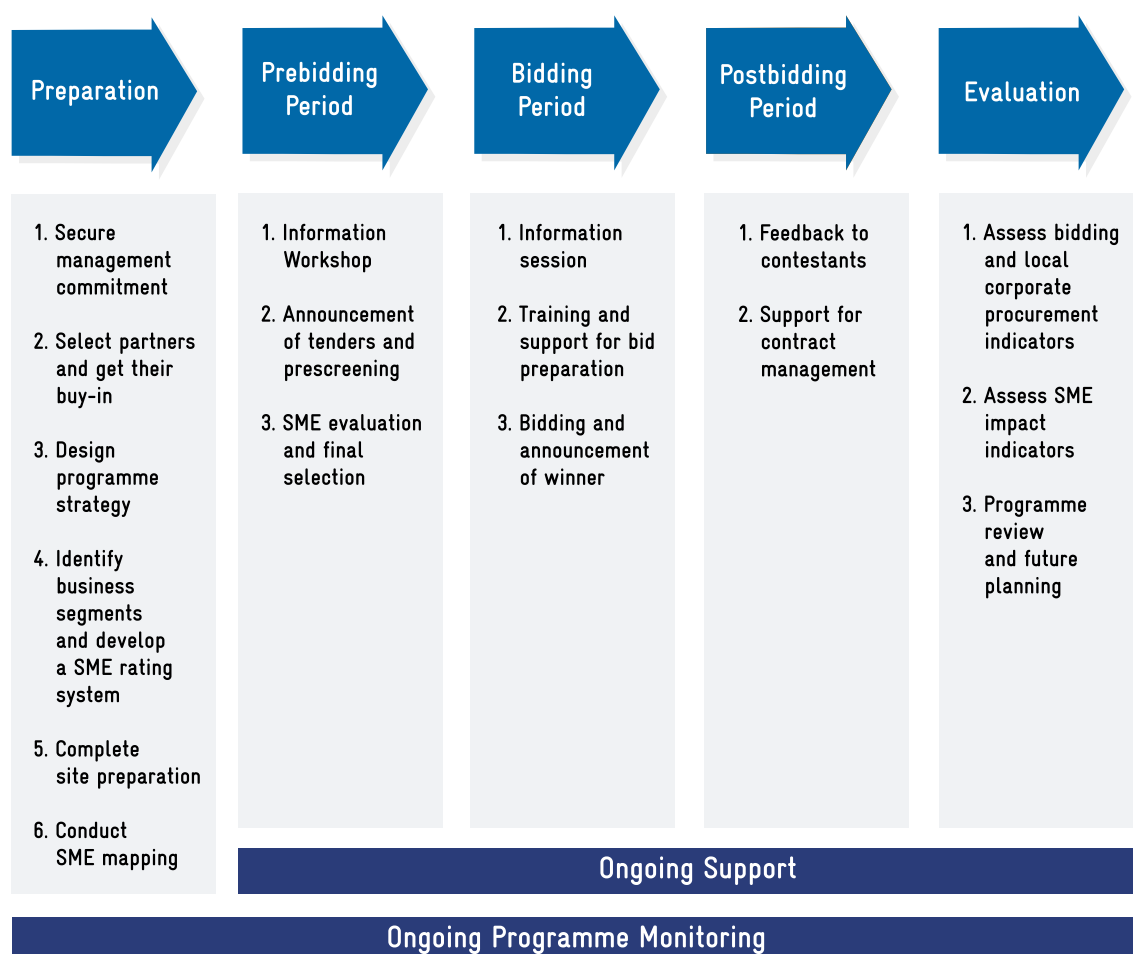 Preparation
Prebidding
Period
Bidding
Period
Postbidding
Period
Evaluation
1. Secure
management
commitment
2. Select partners
and get their
buy-in
3. Design
programme
strategy
4. Identify
business
segments
and develop
a SME rating
system
5. Complete
site preparation
6. Conduct
SME mapping
1. Information
Workshop
2. Announcement
of tenders and
prescreening
3. SME evaluation
and final
selection
1. Information
session
2. Training and
support for bid
preparation
3. Bidding and
announcement
of winner
1. Feedback to
contestants
2. Support for
contract
management
1. Assess bidding
and local
corporate
procurement
indicators
2. Assess SME
impact
indicators
3. Programme
review
and future
planning
Ongoing Support
Ongoing Programme Monitoring